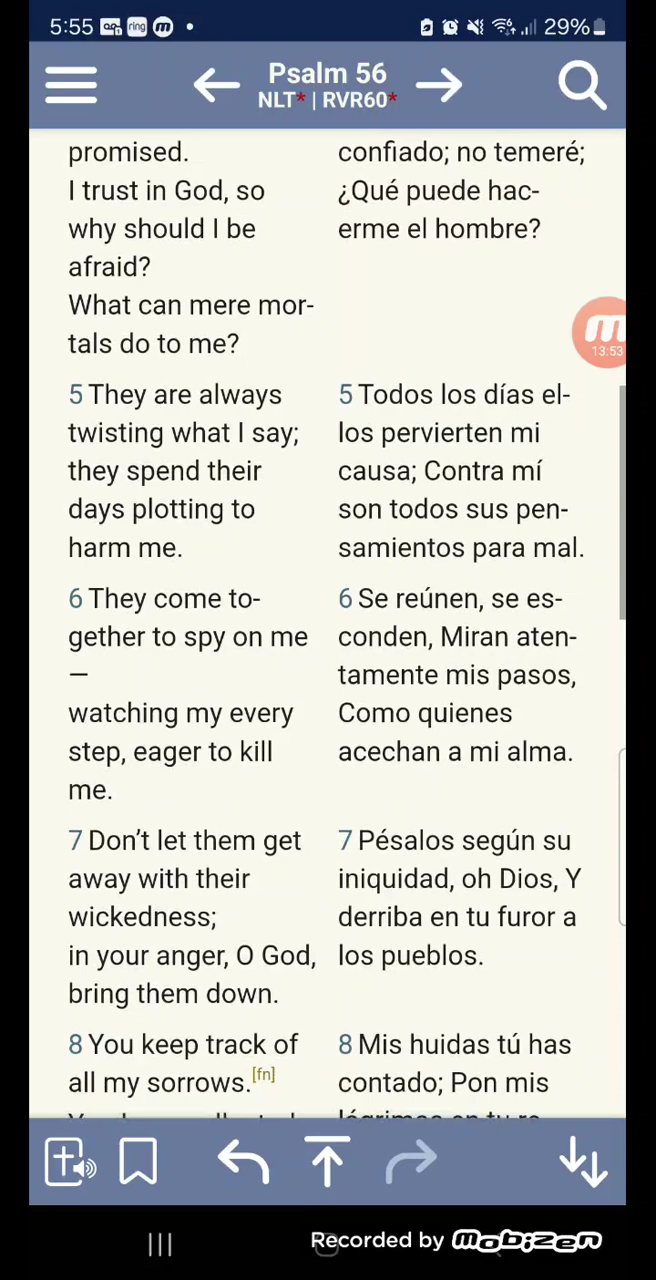 5:55 ring m 29%
Psalm 56
NLT* | RVR60*
promised.
I trust in God, so
why should I be
afraid?
What can mere mor-
tals do to me?
5 They are always
twisting what I say;
they spend their
days plotting to
harm me.
6 They come to-
gether to spy on me
—
watching my every
step, eager to kill
me.
7 Don't let them get
away with their
wickedness;
in your anger, O God,
bring them down.
8 You keep track of
all my sorrows.[fn]
confiado; no temeré;
¿Qué puede hac-
erme el hombre?
5 Todos los días el-
los pervierten mi
causa; Contra mí
son todos sus pen-
samientos para mal.
6 Se reúnen, se es-
conden, Miran aten-
tamente mis pasos,
Como quienes
acechan a mi alma.
7 Pésalos según su
iniquidad, oh Dios, Y
derriba en tu furor a
los pueblos.
8 Mis huidas tú has
contado; Pon mis
lágrimas en tu re-
m
13:53
Recorded by mobizen